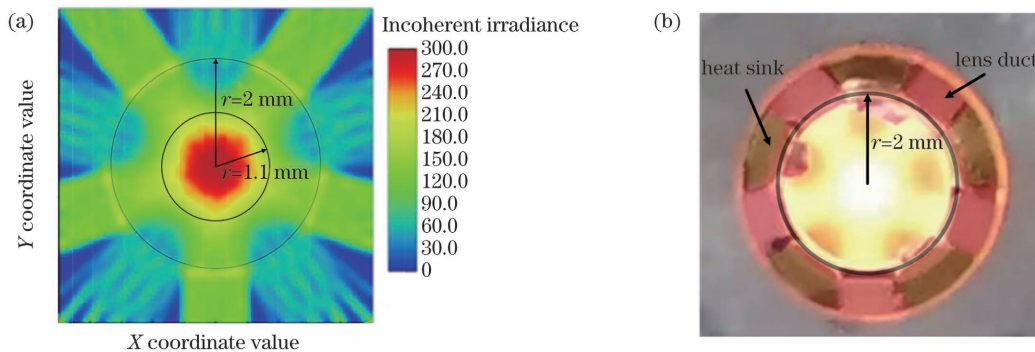 (a)
Incoherent irradiance
300.0
270.0
240.0
210.0
180.0
150.0
120.0
90.0
60.0
30.0
0
r=2 mm
r=1.1 mm
Y coordinate value
X coordinate value
(b)
heat sink
lens duct
r=2 mm